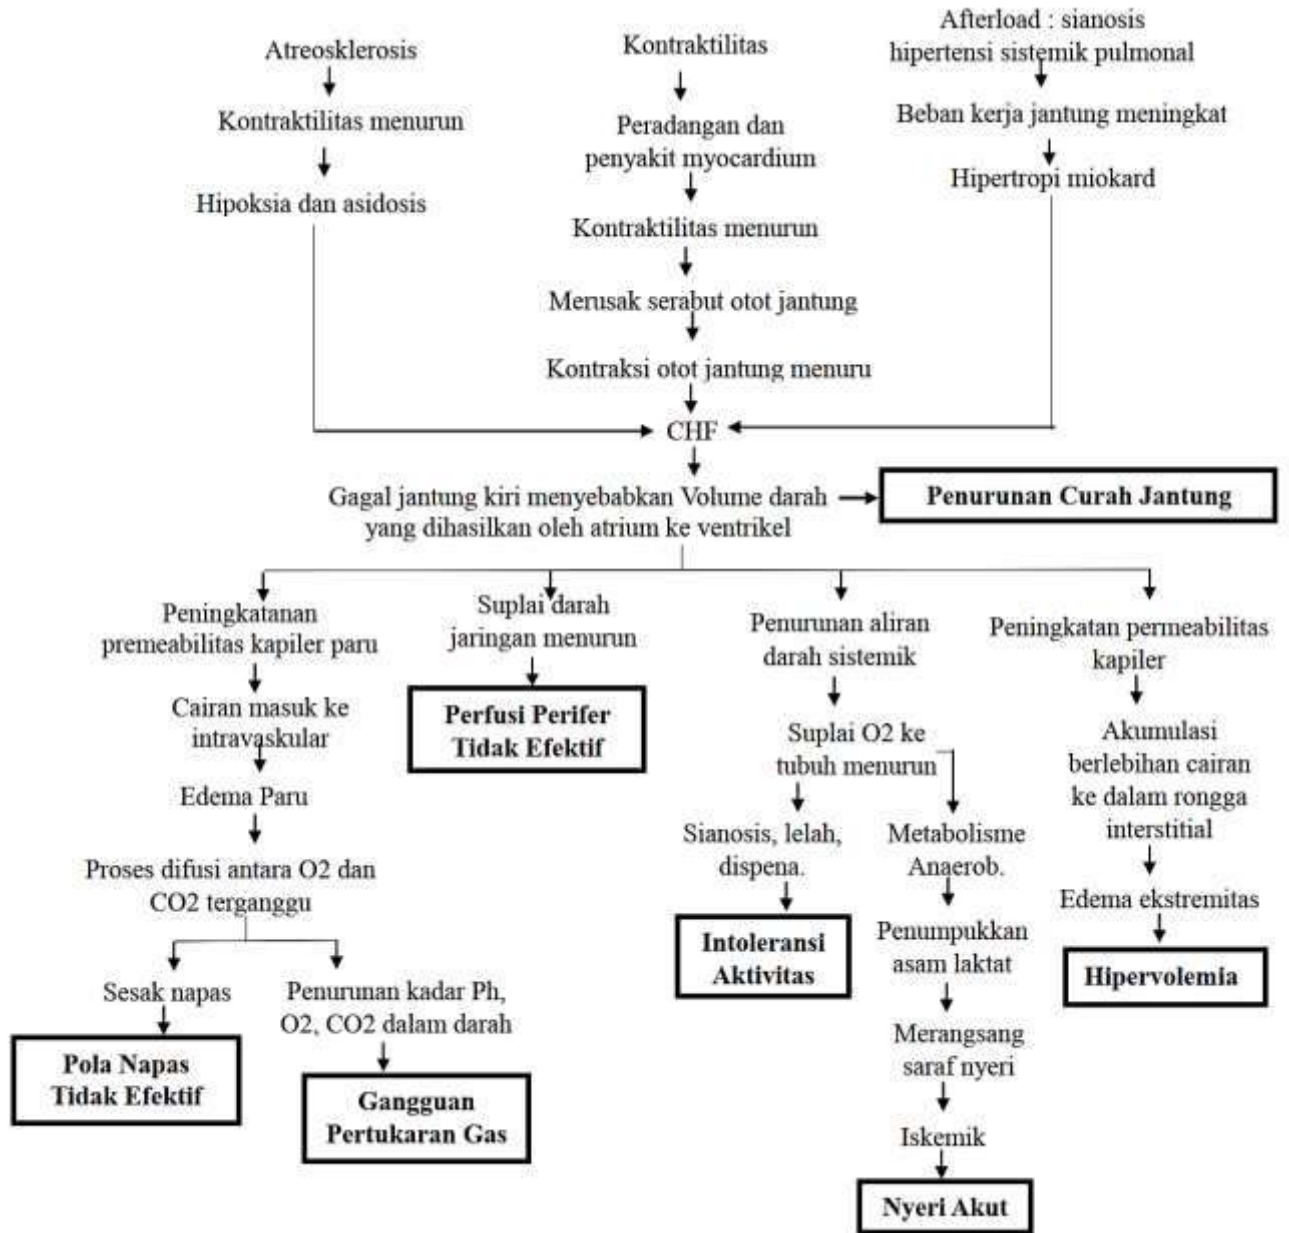 Atreosklerosis
Kontraktilitas menurun
Hipoksia dan asidosis
Kontraktilitas
Peradangan dan
penyakit myocardium
Kontraktilitas menurun
Merusak serabut otot jantung
Kontraksi otot jantung menuru
Afterload : sianosis
hipertensi sistemik pulmonal
Beban kerja jantung meningkat
Hipertropi miokard
CHF
Gagal jantung kiri menyebabkan Volume darah
yang dihasilkan oleh atrium ke ventrikel
Penurunan Curah Jantung
Peningkatanan
premeabilitas kapiler paru
Cairan masuk ke
intravaskular
Edema Paru
Proses difusi antara O2 dan
CO2 terganggu
Sesak napas
Pola Napas
Tidak Efektif
Penurunan kadar Ph,
O2, CO2 dalam darah
Gangguan
Pertukaran Gas
Suplai darah
jaringan menurun
Perfusi Perifer
Tidak Efektif
Penurunan aliran
darah sistemik
Suplai O2 ke
tubuh menurun
Sianosis, lelah,
dispena.
Intoleransi
Aktivitas
Metabolisme
Anaerob.
Penumpukkan
asam laktat
Merangsang
saraf nyeri
Iskemik
Nyeri Akut
Peningkatan permeabilitas
kapiler
Akumulasi
berlebihan cairan
ke dalam rongga
interstitial
Edema ekstremitas
Hipervolemia